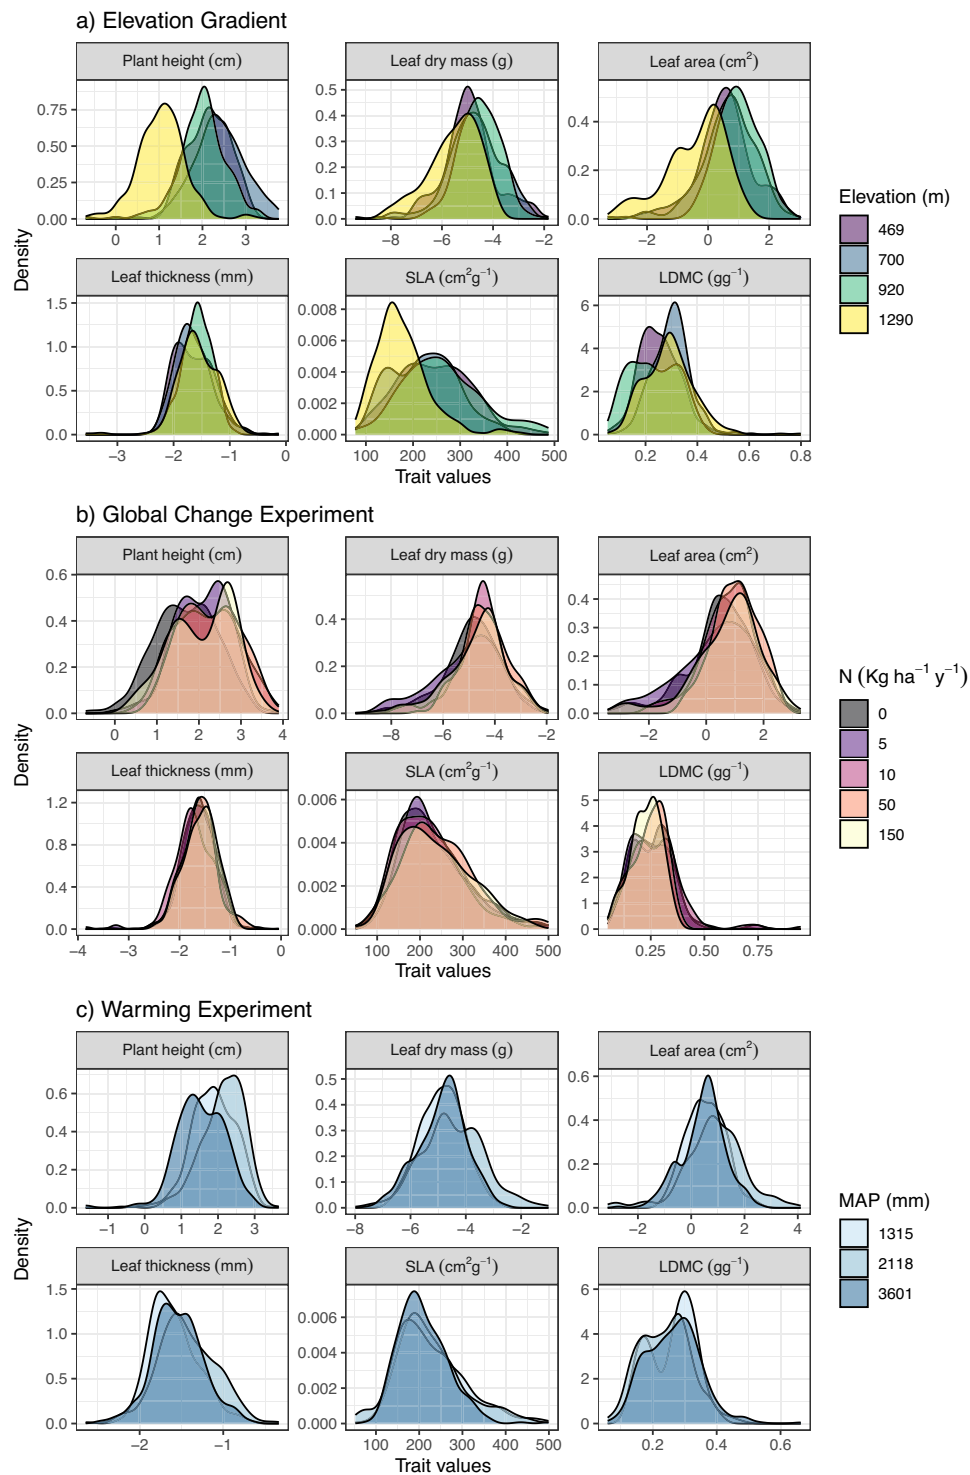 a) Elevation Gradient
Plant height (cm)
Leaf dry mass (g)
Leaf area (cm²)
0.75
0.50
0.25
0.00
0 1 2 3
0.5
0.4
0.3
0.2
0.1
0.0
−8 −6 −4 −2
0.4
0.2
0.0
−2 0 2
Leaf thickness (mm)
SLA (cm²g⁻¹)
LDMC (gg⁻¹)
1.5
1.0
0.5
0.0
−3 −2 −1 0
0.008
0.006
0.004
0.002
0.000
100 200 300 400 500
6
4
2
0
0.2 0.4 0.6 0.8
Density
Trait values
Elevation (m)
469
700
920
1290
b) Global Change Experiment
Plant height (cm)
Leaf dry mass (g)
Leaf area (cm²)
0.6
0.4
0.2
0.0
0 1 2 3 4
0.4
0.2
0.0
−8 −6 −4 −2
0.4
0.3
0.2
0.1
0.0
−2 0 2
Leaf thickness (mm)
SLA (cm²g⁻¹)
LDMC (gg⁻¹)
1.2
0.8
0.4
0.0
−4 −3 −2 −1 0
0.006
0.004
0.002
0.000
100 200 300 400 500
5
4
3
2
1
0
0.25 0.50 0.75
Density
Trait values
N (Kg ha⁻¹ y⁻¹)
0
5
10
50
150
c) Warming Experiment
Plant height (cm)
Leaf dry mass (g)
Leaf area (cm²)
0.6
0.4
0.2
0.0
−1 0 1 2 3
0.5
0.4
0.3
0.2
0.1
0.0
−8 −6 −4 −2
0.6
0.4
0.2
0.0
−2 0 2 4
Leaf thickness (mm)
SLA (cm²g⁻¹)
LDMC (gg⁻¹)
1.5
1.0
0.5
0.0
−2 −1
0.006
0.004
0.002
0.000
100 200 300 400 500
6
4
2
0
0.2 0.4 0.6
Density
Trait values
MAP (mm)
1315
2118
3601